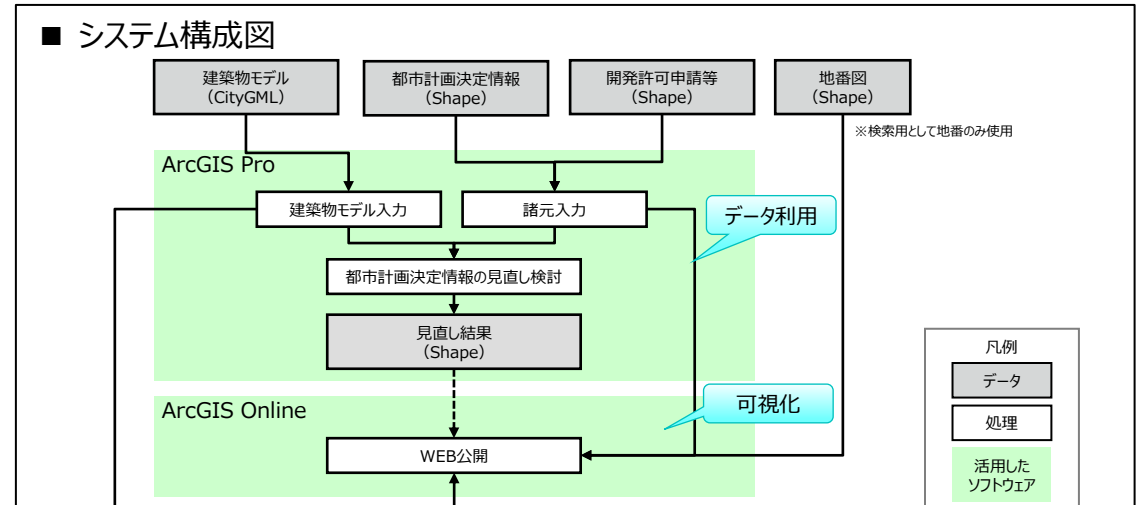 ■ システム構成図
建築物モデル
（CityGML）
都市計画決定情報
（Shape）
開発許可申請等
（Shape）
地番図
（Shape）
※検索用として地番のみ使用
ArcGIS Pro
建築物モデル入力
諸元入力
データ利用
都市計画決定情報の見直し検討
見直し結果
（Shape）
凡例
データ
処理
活用した
ソフトウェア
ArcGIS Online
可視化
WEB公開